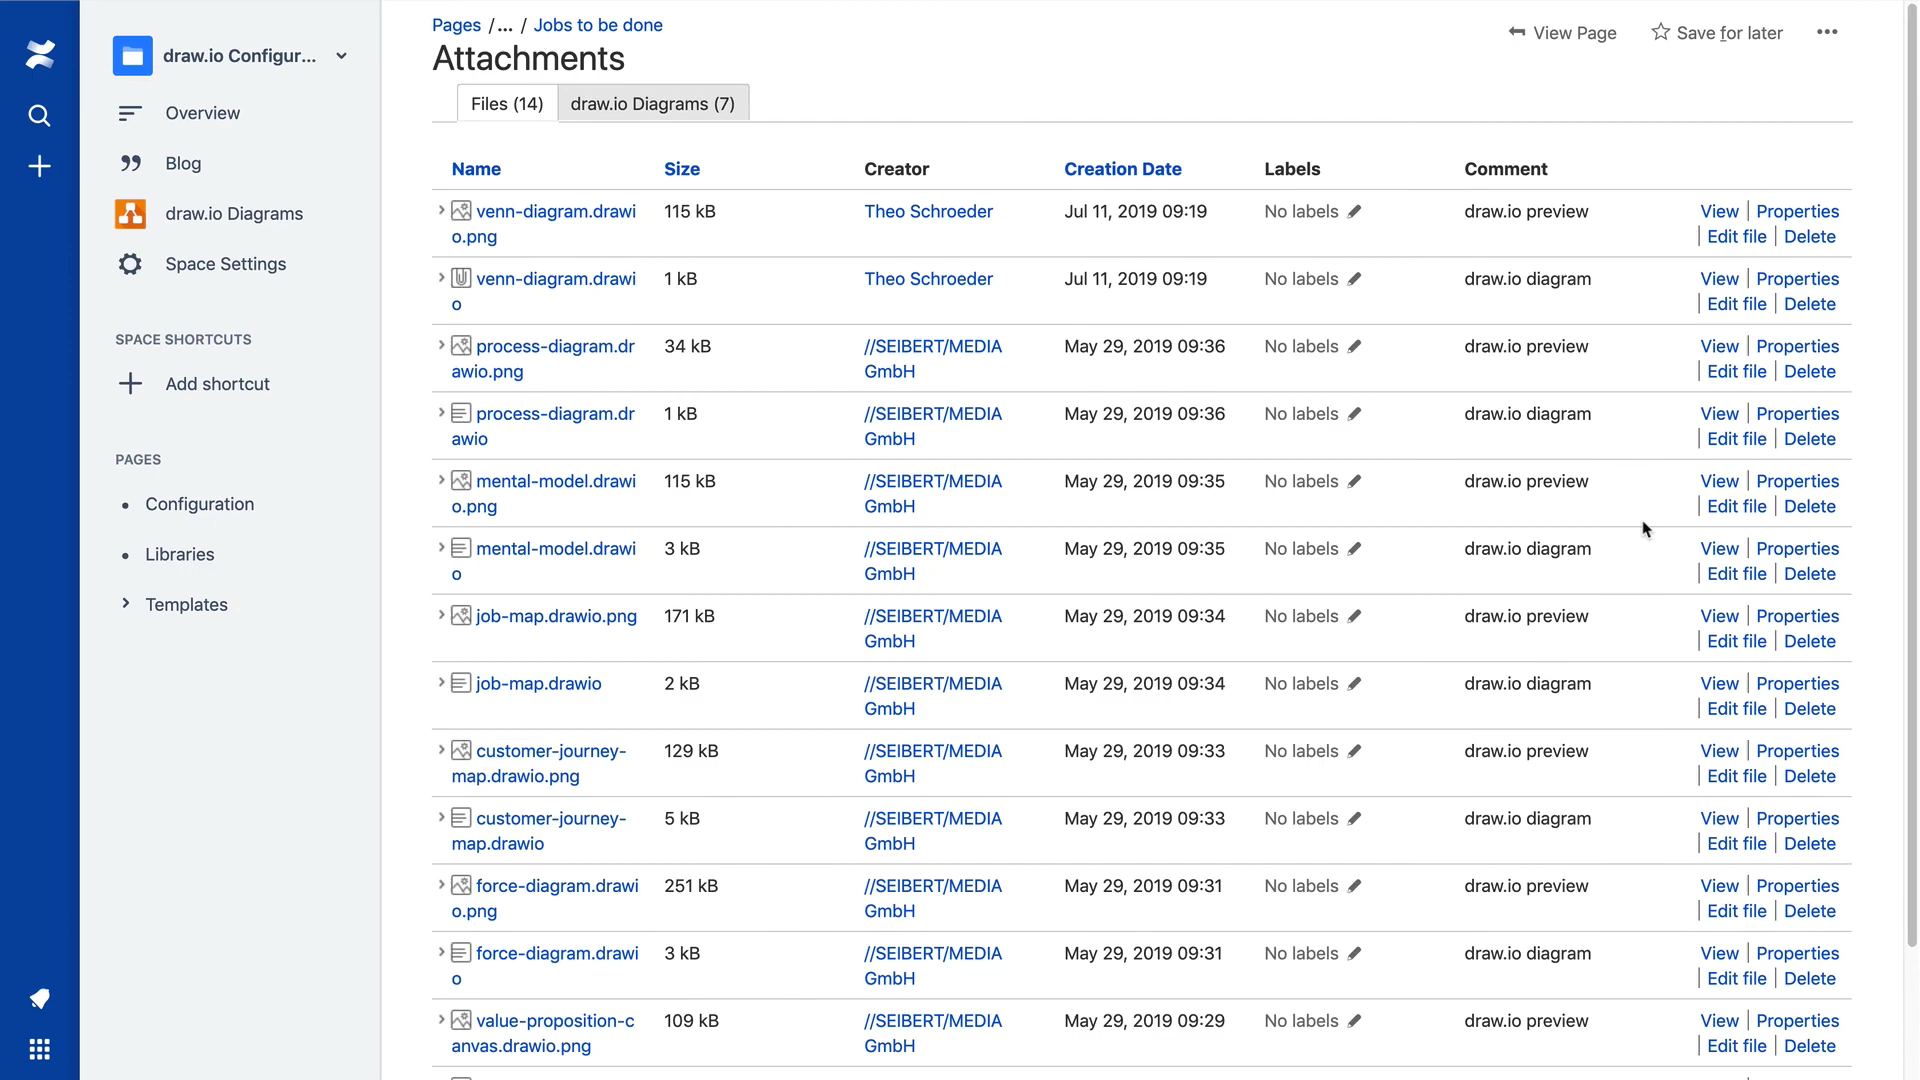 draw.io Configur...
Overview
Blog
draw.io Diagrams
Space Settings
SPACE SHORTCUTS
Add shortcut
PAGES
Configuration
Libraries
Templates
Pages /... / Jobs to be done
View Page
Save for later
Attachments
Files (14)
draw.io Diagrams (7)
Name Size Creator Creation Date Labels Comment
venn-diagram.drawi 115 kB Theo Schroeder Jul 11, 2019 09:19 No labels draw.io preview View | Properties
o.png | Edit file | Delete
venn-diagram.drawi 1 kB Theo Schroeder Jul 11, 2019 09:19 No labels draw.io diagram View | Properties
o | Edit file | Delete
process-diagram.dr 34 kB //SEIBERT/MEDIA May 29, 2019 09:36 No labels draw.io preview View | Properties
awio.png GmbH | Edit file | Delete
process-diagram.dr 1 kB //SEIBERT/MEDIA May 29, 2019 09:36 No labels draw.io diagram View | Properties
awio GmbH | Edit file | Delete
mental-model.drawi 115 kB //SEIBERT/MEDIA May 29, 2019 09:35 No labels draw.io preview View | Properties
o.png GmbH | Edit file | Delete
mental-model.drawi 3 kB //SEIBERT/MEDIA May 29, 2019 09:35 No labels draw.io diagram View | Properties
o GmbH | Edit file | Delete
job-map.drawio.png 171 kB //SEIBERT/MEDIA May 29, 2019 09:34 No labels draw.io preview View | Properties
GmbH | Edit file | Delete
job-map.drawio 2 kB //SEIBERT/MEDIA May 29, 2019 09:34 No labels draw.io diagram View | Properties
GmbH | Edit file | Delete
customer-journey- 129 kB //SEIBERT/MEDIA May 29, 2019 09:33 No labels draw.io preview View | Properties
map.drawio.png GmbH | Edit file | Delete
customer-journey- 5 kB //SEIBERT/MEDIA May 29, 2019 09:33 No labels draw.io diagram View | Properties
map.drawio GmbH | Edit file | Delete
force-diagram.drawi 251 kB //SEIBERT/MEDIA May 29, 2019 09:31 No labels draw.io preview View | Properties
o.png GmbH | Edit file | Delete
force-diagram.drawi 3 kB //SEIBERT/MEDIA May 29, 2019 09:31 No labels draw.io diagram View | Properties
o GmbH | Edit file | Delete
value-proposition-c 109 kB //SEIBERT/MEDIA May 29, 2019 09:29 No labels draw.io preview View | Properties
anvas.drawio.png GmbH | Edit file | Delete